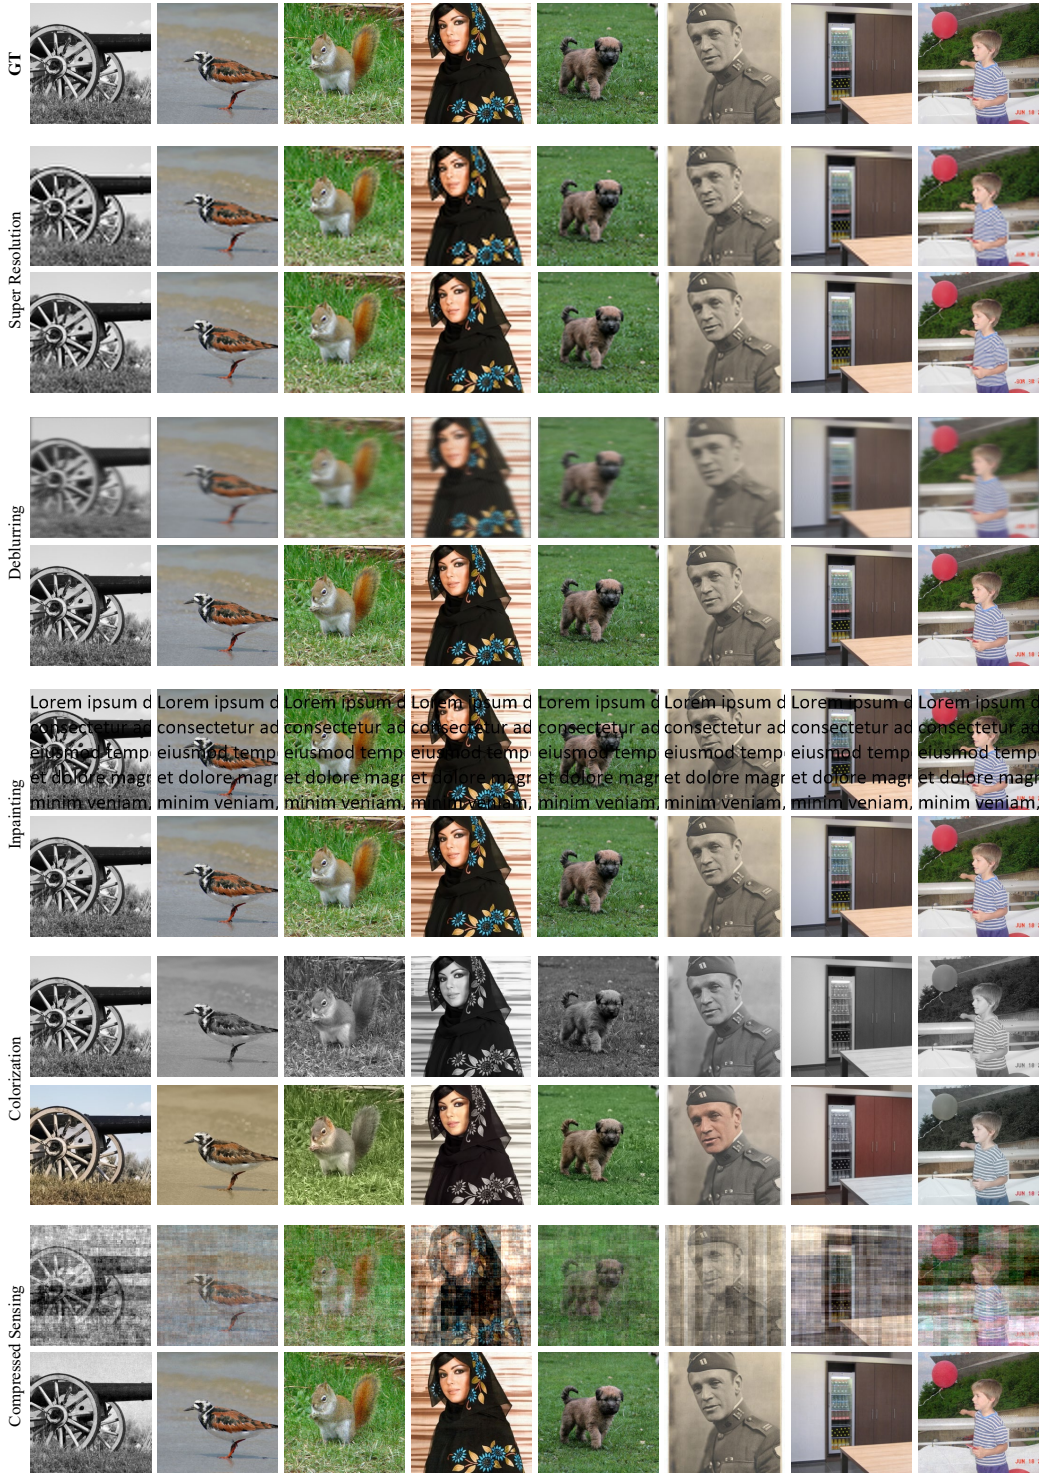 GT
Super Resolution
Deblurring
Inpainting
Lorem ipsum d Lorem ipsum d Lorem ipsum d Lorem ipsum d Lorem ipsum d Lorem ipsum d Lorem ipsum d Lorem ipsum d
consectetur ad consectetur ad consectetur ad consectetur ad consectetur ad consectetur ad consectetur ad consectetur ad
eiusmod temp eiusmod temp eiusmod temp eiusmod temp eiusmod temp eiusmod temp eiusmod temp eiusmod temp
et dolore magr et dolore magr et dolore magr et dolore magr et dolore magr et dolore magr et dolore magr et dolore magr
minim veniam, minim veniam, minim veniam, minim veniam, minim veniam, minim veniam, minim veniam, minim veniam,
Colorization
Compressed Sensing